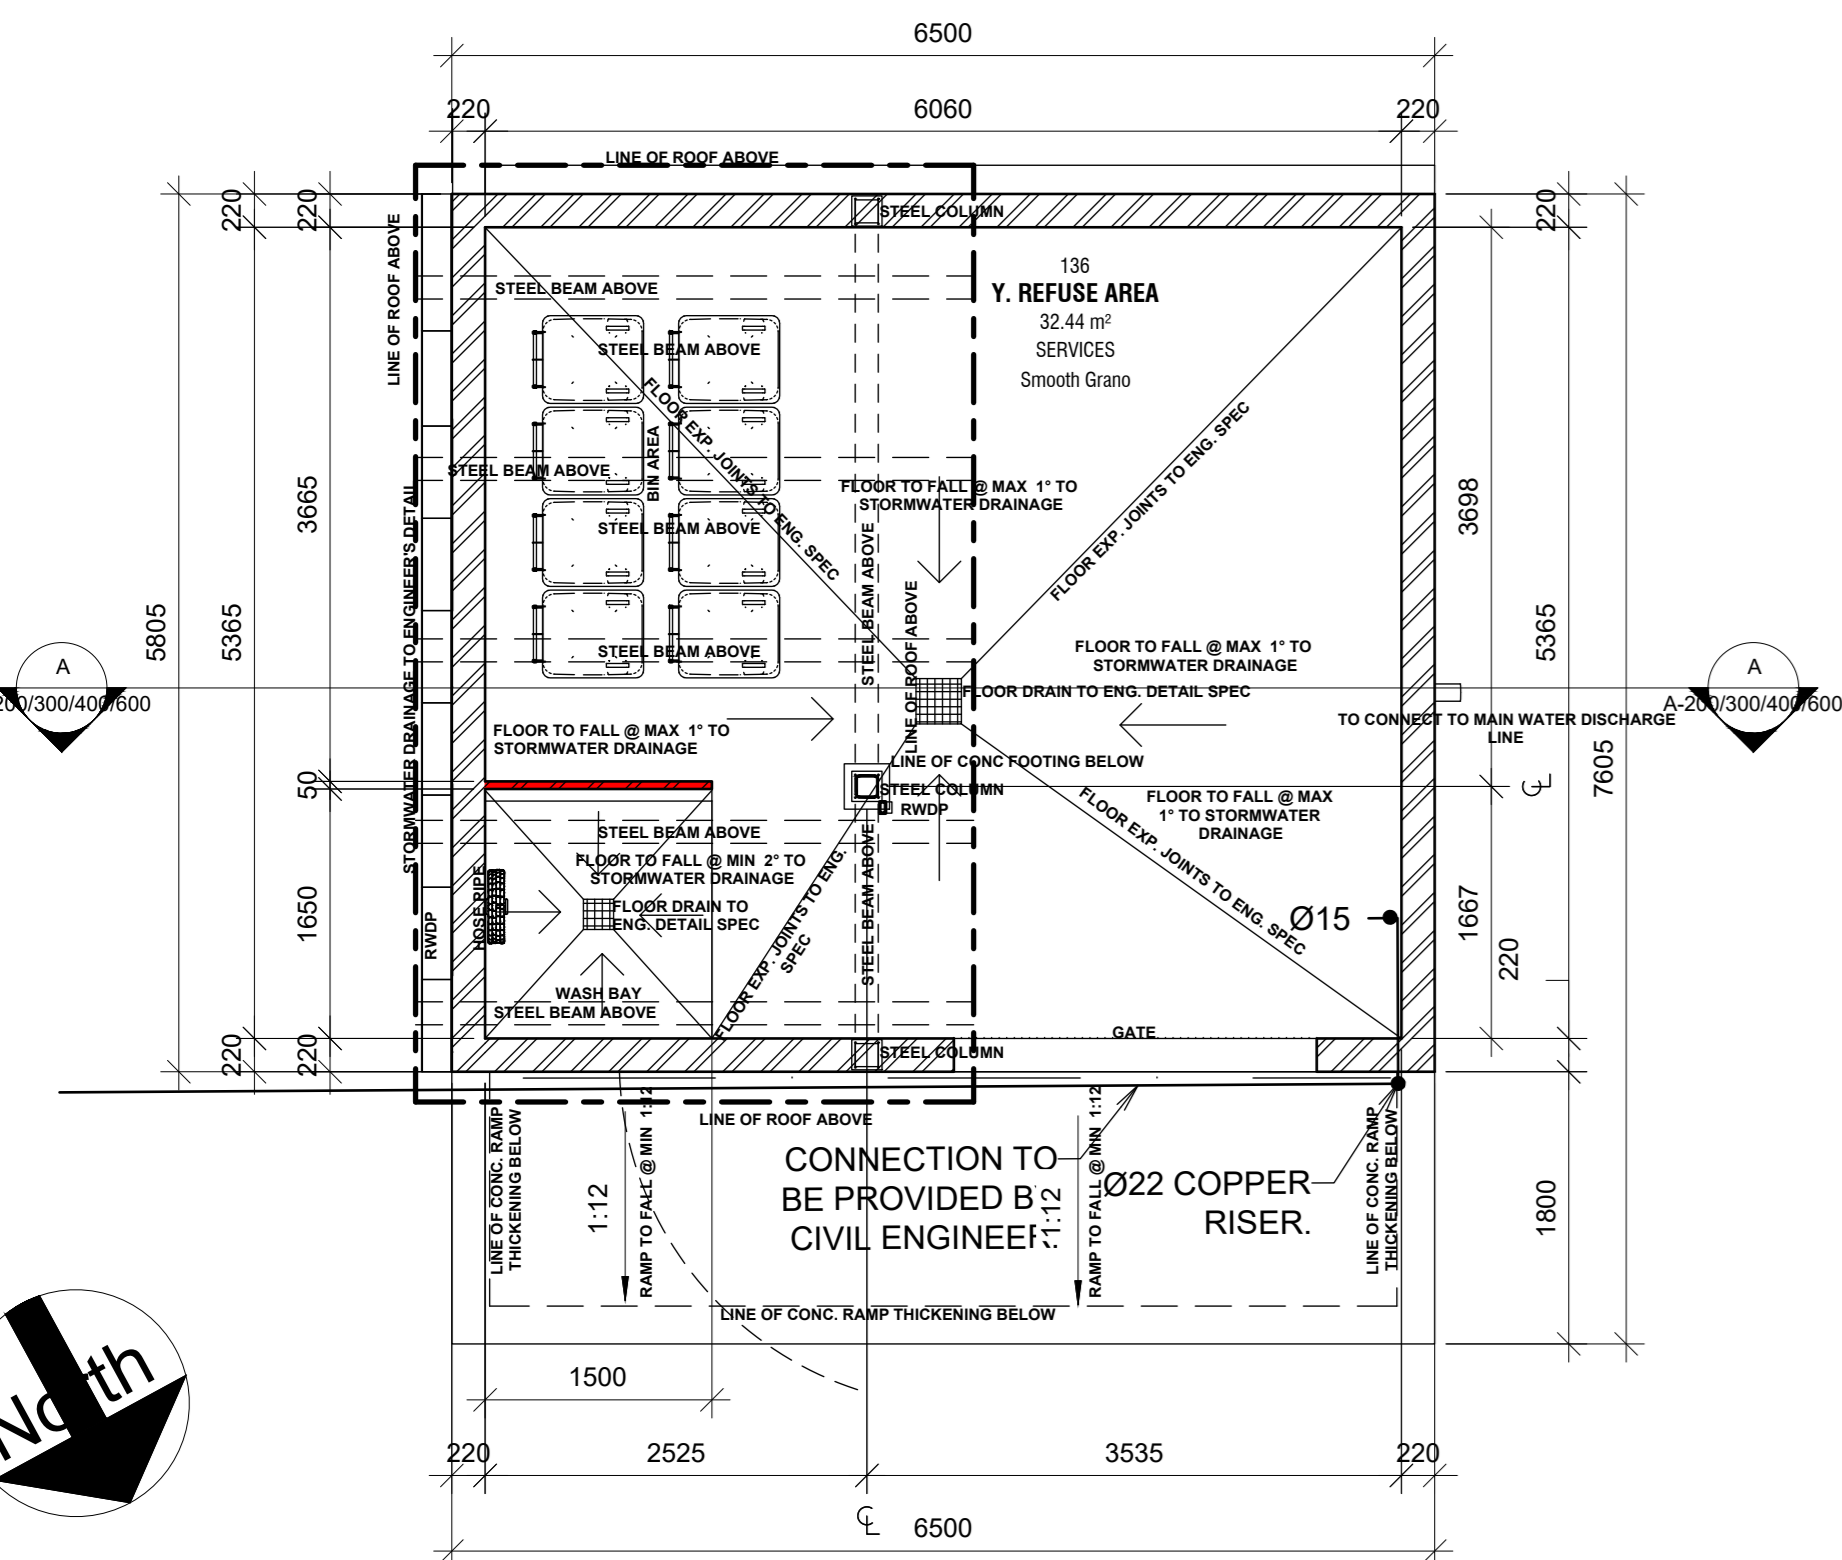 6500
220
6060
220
LINE OF ROOF ABOVE
220
220
220
LINE OF ROOF ABOVE
STEEL COLUMN
136
Y. REFUSE AREA
32.44 m²
SERVICES
Smooth Grano
STEEL BEAM ABOVE
STEEL BEAM ABOVE
FLOOR EXP. JOINTS TO ENG. SPEC
FLOOR EXP. JOINTS TO ENG. SPEC
BIN AREA
STEEL BEAM ABOVE
FLOOR TO FALL @ MAX 1° TO
STORMWATER DRAINAGE
3665
3698
STEEL BEAM ABOVE
STORMWATER DRAINAGE TO ENGINEER'S DETAIL
STEEL BEAM ABOVE
LINE OF ROOF ABOVE
5805
5365
5365
STEEL BEAM ABOVE
FLOOR TO FALL @ MAX 1° TO
STORMWATER DRAINAGE
A
200/300/400/600
A
A-200/300/400/600
FLOOR DRAIN TO ENG. DETAIL SPEC
TO CONNECT TO MAIN WATER DISCHARGE
LINE
FLOOR TO FALL @ MAX 1° TO
STORMWATER DRAINAGE
LINE OF CONC FOOTING BELOW
7605
50
STEEL COLUMN
RWDP
FLOOR TO FALL @ MAX
1° TO STORMWATER
DRAINAGE
FLOOR EXP. JOINTS TO ENG. SPEC
STEEL BEAM ABOVE
FLOOR TO FALL @ MIN 2° TO
STORMWATER DRAINAGE
FLOOR DRAIN TO
ENG. DETAIL SPEC
FLOOR EXP. JOINTS TO ENG.
SPEC
STEEL BEAM ABOVE
1650
RWDP
HOSE PIPE
Ø15
1667
220
WASH BAY
STEEL BEAM ABOVE
GATE
220
220
STEEL COLUMN
LINE OF ROOF ABOVE
LINE OF CONC. RAMP
THICKENING BELOW
1:12
RAMP TO FALL @ MIN 1:12
CONNECTION TO
BE PROVIDED BY
CIVIL ENGINEER.
1:12
RAMP TO FALL @ MIN 1:12
Ø22 COPPER
RISER.
LINE OF CONC. RAMP
THICKENING BELOW
1800
LINE OF CONC. RAMP THICKENING BELOW
North
1500
220
2525
3535
220
6500